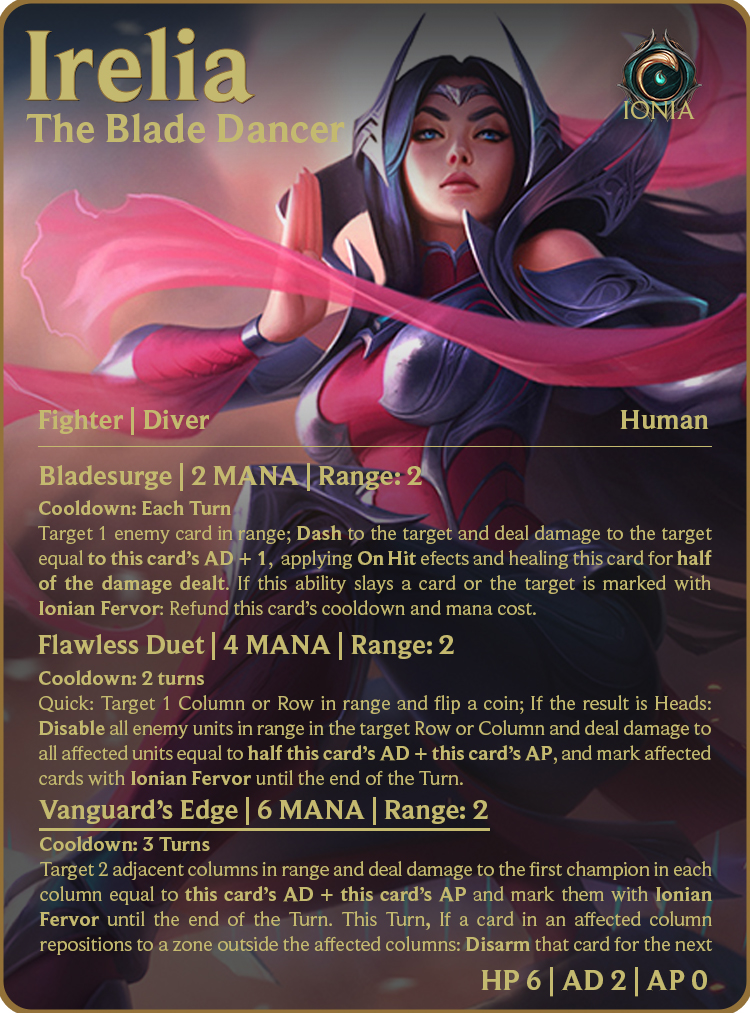 Irelia
IONIA
The Blade Dancer
Fighter | Diver
Human
Bladesurge | 2 MANA | Range: 2
Cooldown: Each Turn
Target 1 enemy card in range; Dash to the target and deal damage to the target
equal to this card's AD + 1, applying On Hit efects and healing this card for half
of the damage dealt. If this ability slays a card or the target is marked with
Ionian Fervor: Refund this card's cooldown and mana cost.
Flawless Duet | 4 MANA | Range: 2
Cooldown: 2 turns
Quick: Target 1 Column or Row in range and flip a coin; If the result is Heads:
Disable all enemy units in range in the target Row or Column and deal damage to
all affected units equal to half this card's AD + this card's AP, and mark affected
cards with Ionian Fervor until the end of the Turn.
Vanguard's Edge | 6 MANA | Range: 2
Cooldown: 3 Turns
Target 2 adjacent columns in range and deal damage to the first champion in each
column equal to this card's AD + this card's AP and mark them with Ionian
Fervor until the end of the Turn. This Turn, If a card in an affected column
repositions to a zone outside the affected columns: Disarm that card for the next
HP 6 | AD 2 | AP 0